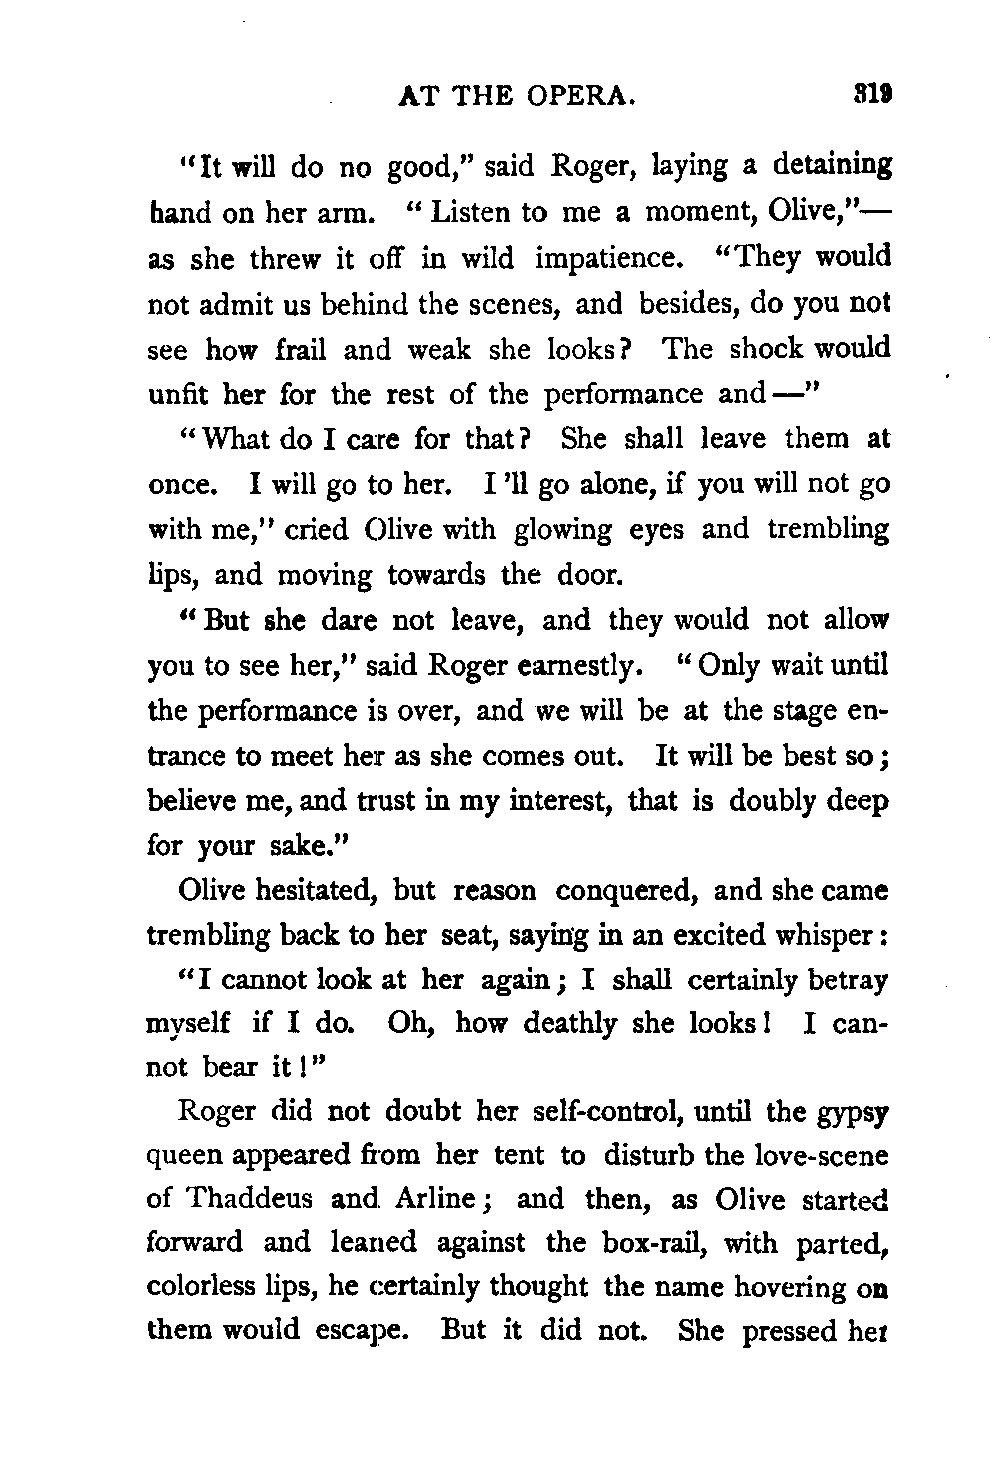 AT THE OPERA. 319
"It will do no good," said Roger, laying a detaining
hand on her arm. "Listen to me a moment, Olive,"—
as she threw it off in wild impatience. "They would
not admit us behind the scenes, and besides, do you not
see how frail and weak she looks? The shock would
unfit her for the rest of the performance and—"
"What do I care for that? She shall leave them at
once. I will go to her. I 'll go alone, if you will not go
with me," cried Olive with glowing eyes and trembling
lips, and moving towards the door.
"But she dare not leave, and they would not allow
you to see her," said Roger earnestly. "Only wait until
the performance is over, and we will be at the stage en-
trance to meet her as she comes out. It will be best so;
believe me, and trust in my interest, that is doubly deep
for your sake."
Olive hesitated, but reason conquered, and she came
trembling back to her seat, saying in an excited whisper:
"I cannot look at her again; I shall certainly betray
myself if I do. Oh, how deathly she looks! I can-
not bear it!"
Roger did not doubt her self-control, until the gypsy
queen appeared from her tent to disturb the love-scene
of Thaddeus and Arline; and then, as Olive started
forward and leaned against the box-rail, with parted,
colorless lips, he certainly thought the name hovering on
them would escape. But it did not. She pressed her